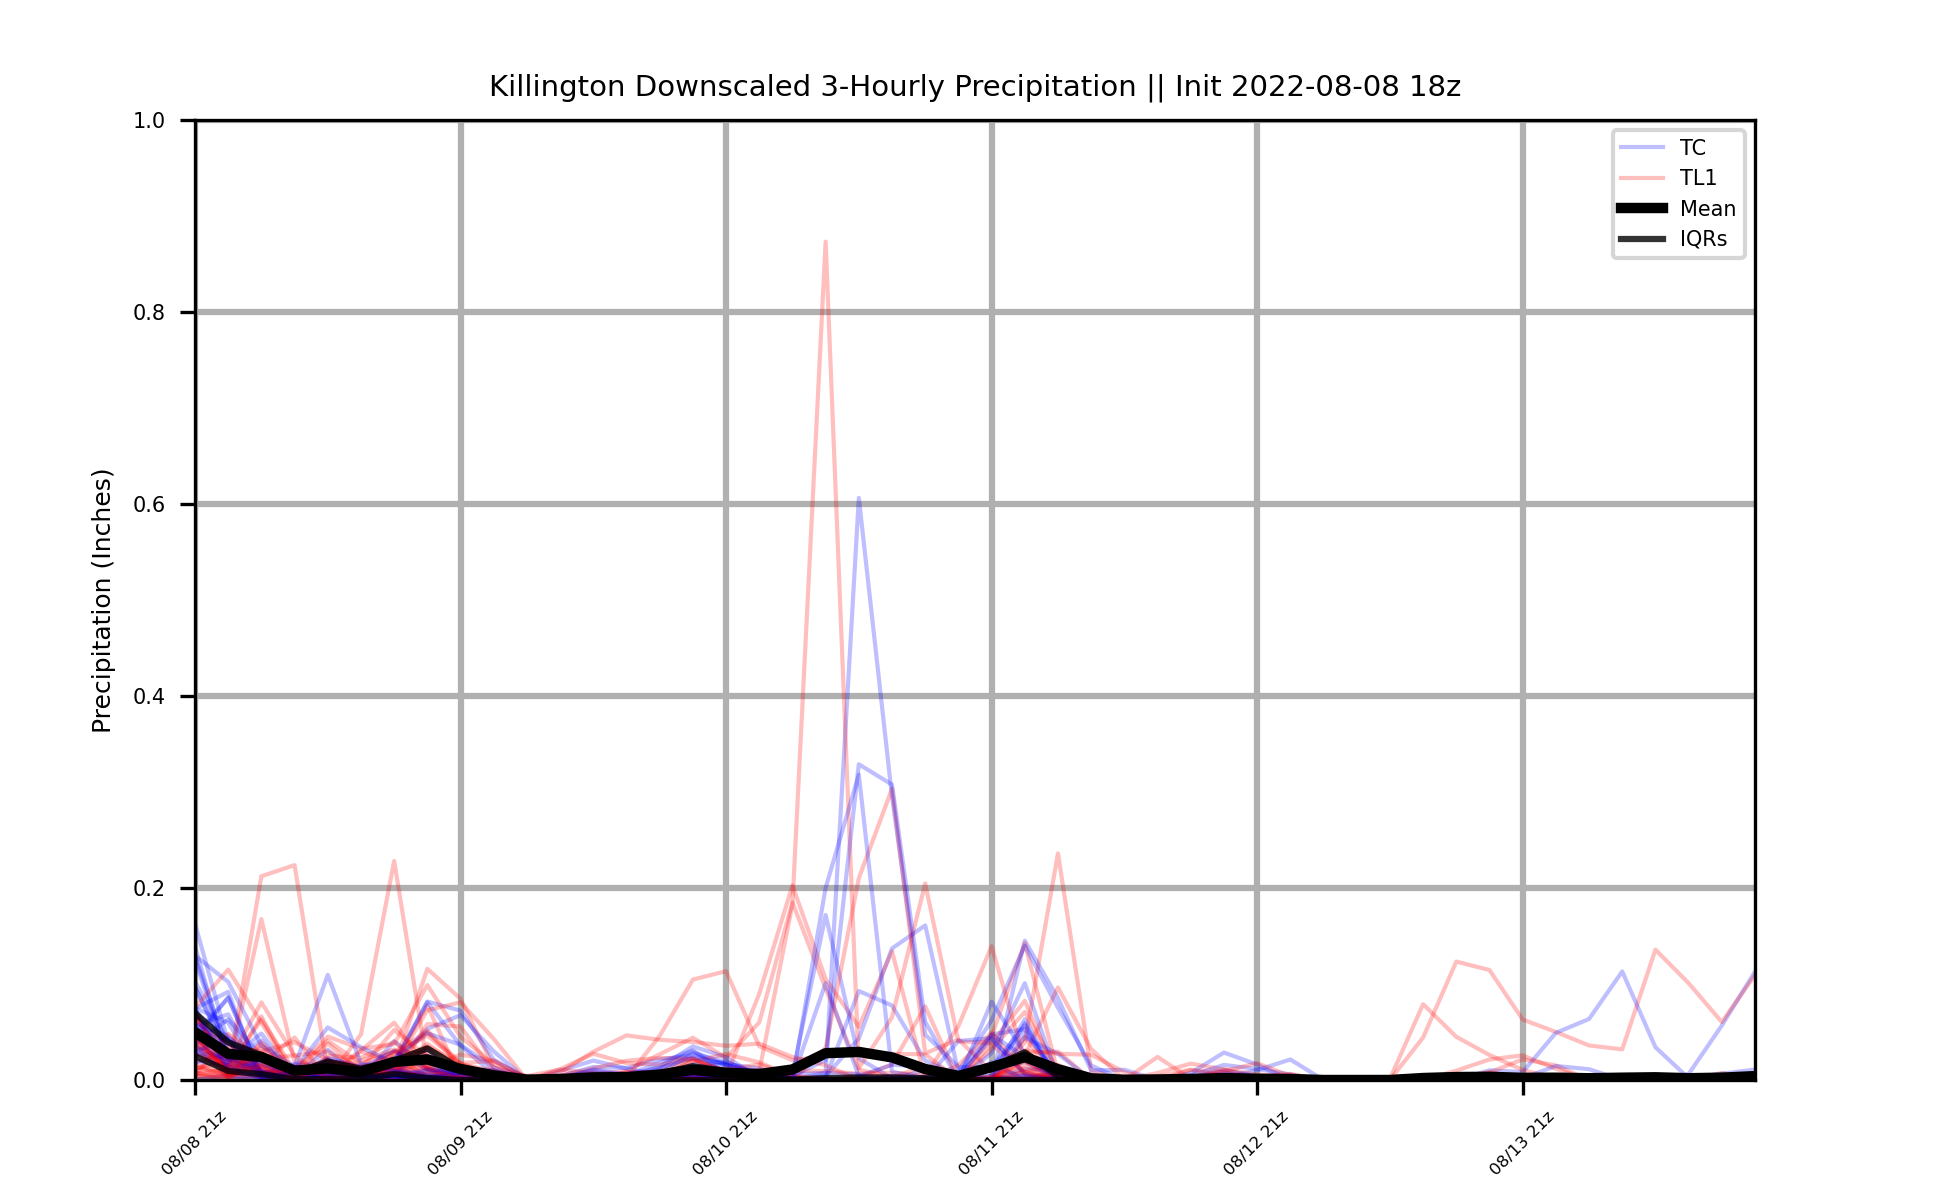 Killington Downscaled 3-Hourly Precipitation || Init 2022-08-08 18z
TC
TL1
Mean
IQRs
Precipitation (Inches)
1.0
0.8
0.6
0.4
0.2
0.0
08/08 21z
08/09 21z
08/10 21z
08/11 21z
08/12 21z
08/13 21z